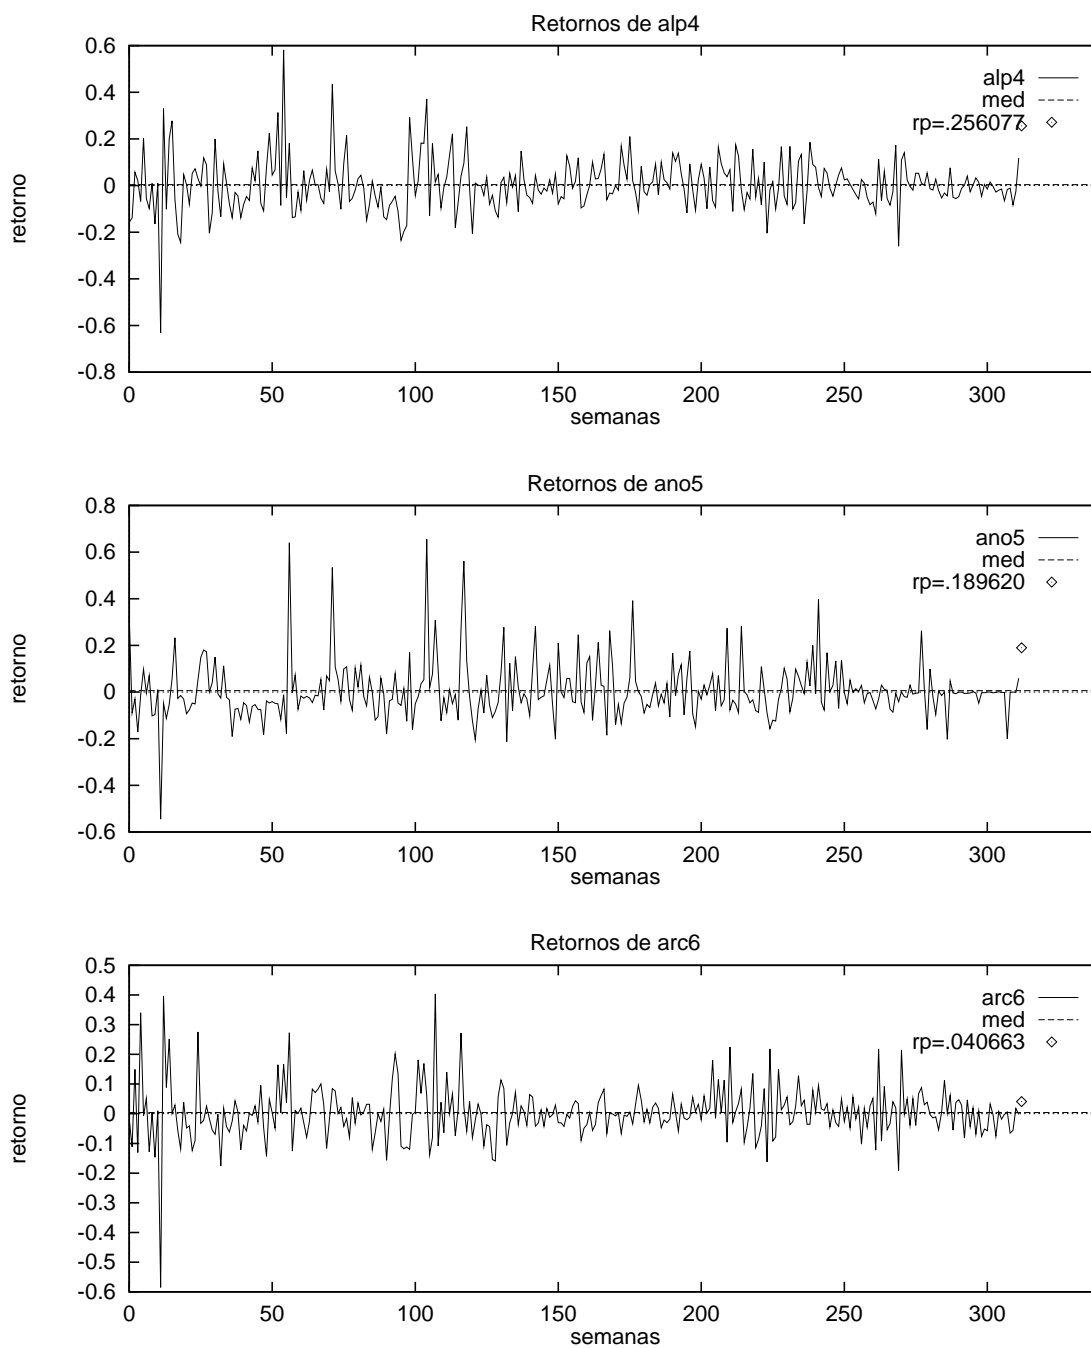 Retornos de alp4
0.6
0.4
0.2
0
-0.2
-0.4
-0.6
-0.8
retorno
alp4
med
rp=.256077
0 50 100 150 200 250 300
semanas
Retornos de ano5
0.8
0.6
0.4
0.2
0
-0.2
-0.4
-0.6
retorno
ano5
med
rp=.189620
0 50 100 150 200 250 300
semanas
Retornos de arc6
0.5
0.4
0.3
0.2
0.1
0
-0.1
-0.2
-0.3
-0.4
-0.5
-0.6
retorno
arc6
med
rp=.040663
0 50 100 150 200 250 300
semanas